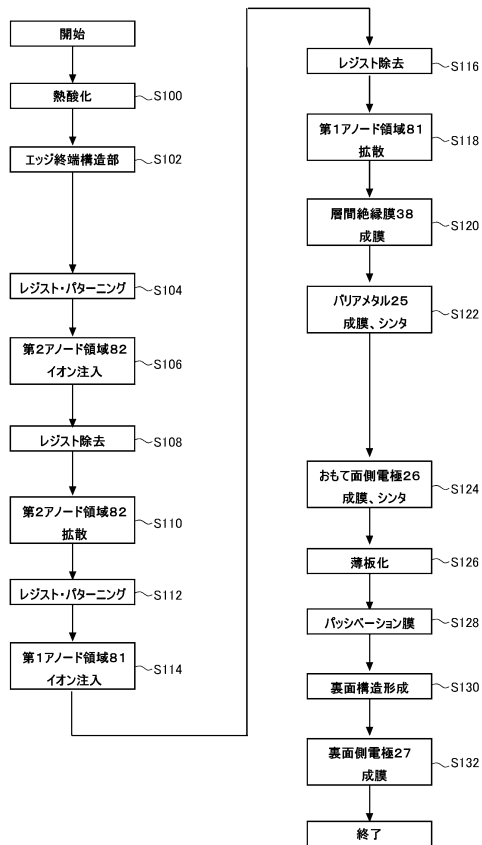 開始
熱酸化
S100
エッジ終端構造部
S102
レジスト・パターニング
S104
第2アノード領域82
イオン注入
S106
レジスト除去
S108
第2アノード領域82
拡散
S110
レジスト・パターニング
S112
第1アノード領域81
イオン注入
S114
レジスト除去
S116
第1アノード領域81
拡散
S118
層間絶縁膜38
成膜
S120
バリアメタル25
成膜、シンタ
S122
おもて面側電極26
成膜、シンタ
S124
薄板化
S126
パッシベーション膜
S128
裏面構造形成
S130
裏面側電極27
成膜
S132
終了